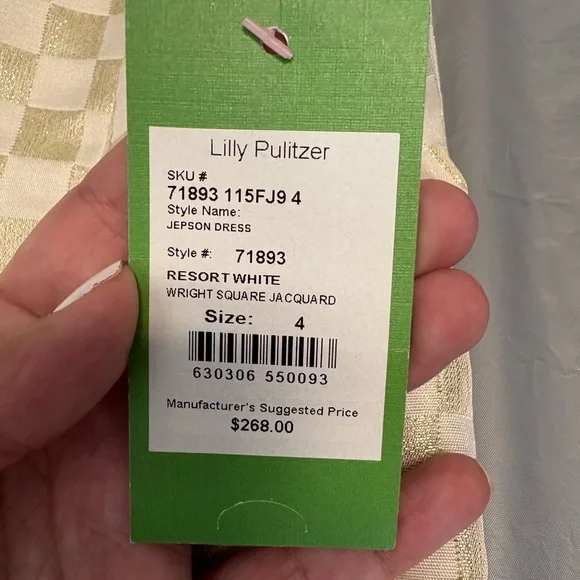 Lilly Pulitzer
SKU #
71893 115FJ9 4
Style Name:
JEPSON DRESS
Style #: 71893
RESORT WHITE
WRIGHT SQUARE JACQUARD
Size: 4
630306 550093
Manufacturer's Suggested Price
$268.00